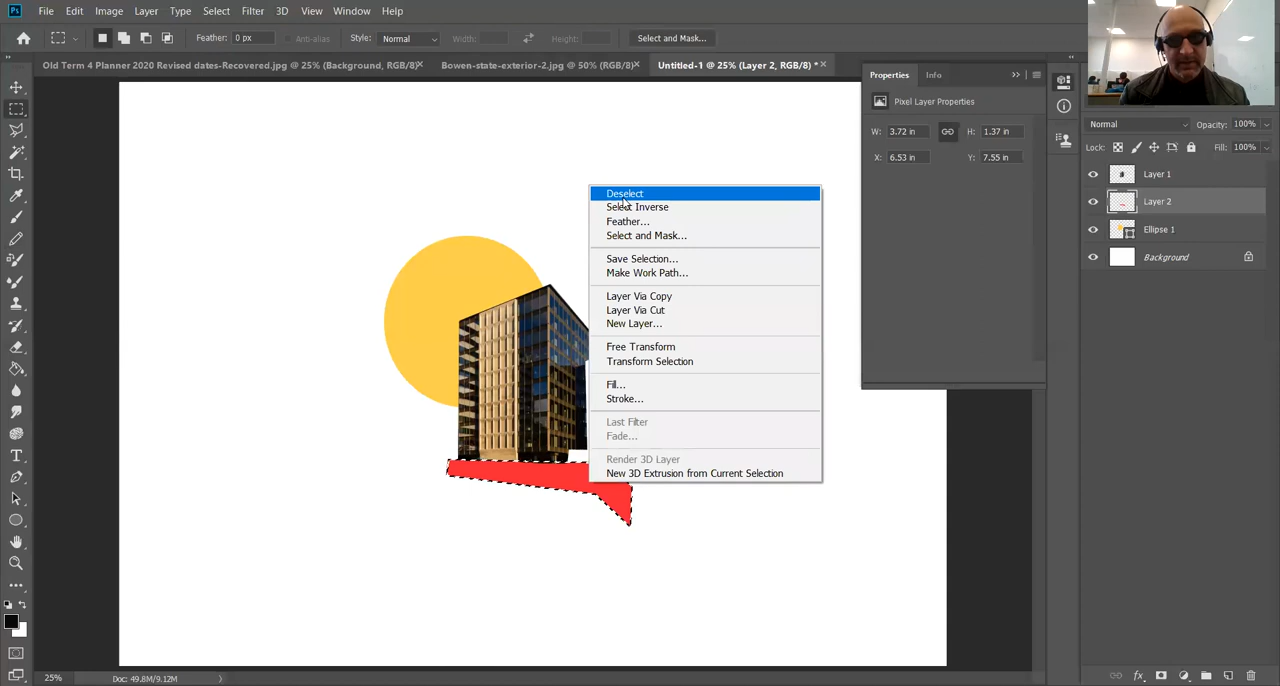 Ps File Edit Image Layer Type Select Filter 3D View Window Help
Feather: 0 px Anti-alias Style: Normal Width: Height: Select and Mask...
Old Term 4 Planner 2020 Revised dates-Recovered.jpg @ 25% (Background, RGB/8) × Bowen-state-exterior-2.jpg @ 50% (RGB/8) × Untitled-1 @ 25% (Layer 2, RGB/8) * ×
Properties Info
Pixel Layer Properties
W: 3.72 in H: 1.37 in
X: 6.53 in Y: 7.55 in
Normal Opacity: 100%
Lock: Fill: 100%
Layer 1
Layer 2
Ellipse 1
Background
Deselect
Select Inverse
Feather...
Select and Mask...
Save Selection...
Make Work Path...
Layer Via Copy
Layer Via Cut
New Layer...
Free Transform
Transform Selection
Fill...
Stroke...
Last Filter
Fade...
Render 3D Layer
New 3D Extrusion from Current Selection
T
25% Doc: 49.8M/9.12M
fx